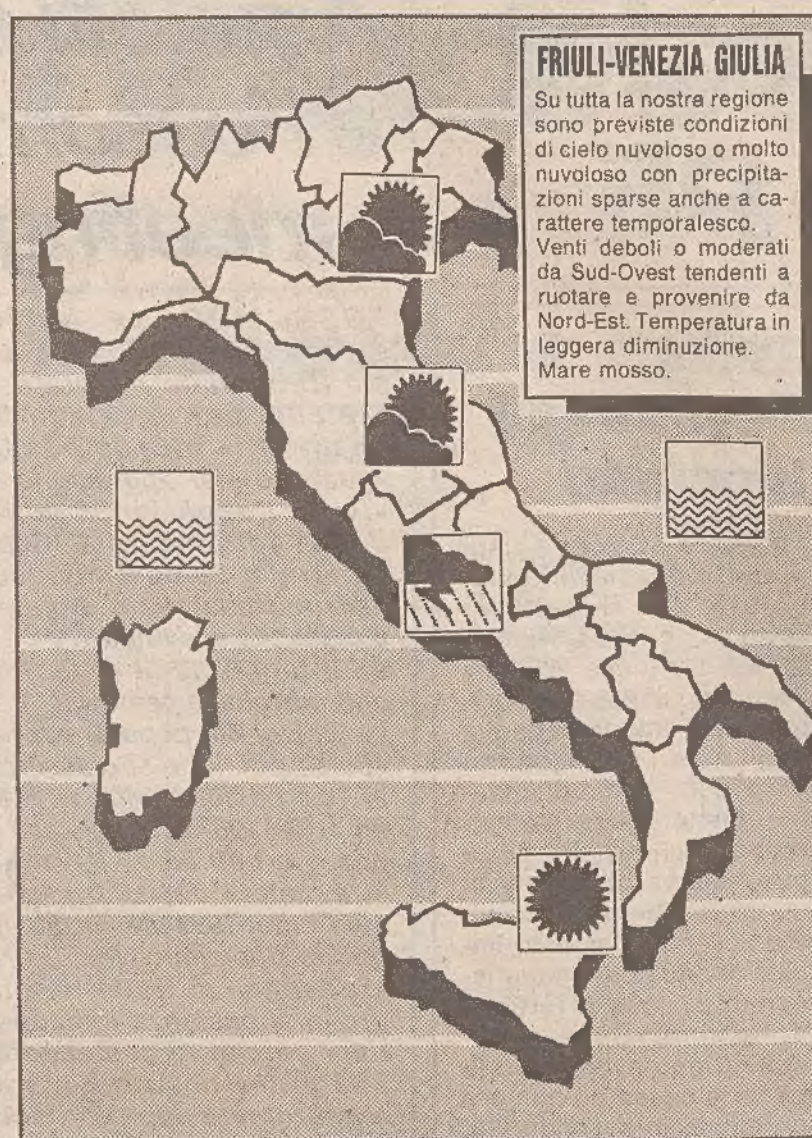 FRIULI-VENEZIA GIULIA
Su tutta la nostra regione
sono previste condizioni
di cielo nuvoloso o molto
nuvoloso con precipita-
zioni sparse anche a ca-
rattere temporalesco.
Venti deboli o moderati
da Sud-Ovest tendenti a
ruotare e provenire da
Nord-Est. Temperatura in
leggera diminuzione.
Mare mosso.